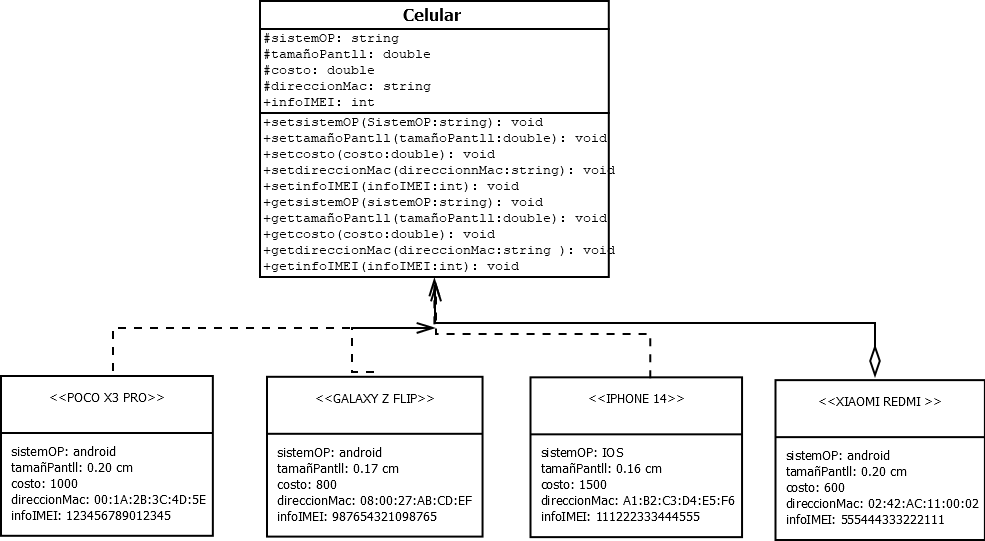 Celular
#sistemOP: string
#tamañoPantll: double
#costo: double
#direccionMac: string
+infoIMEI: int
+setsistemOP(SistemOP:string): void
+settamañoPantll(tamañoPantll:double): void
+setcosto(costo:double): void
+setdireccionMac(direccionnMac:string): void
+setinfoIMEI(infoIMEI:int): void
+getsistemOP(sistemOP:string): void
+gettamañoPantll(tamañoPantll:double): void
+getcosto(costo:double): void
+getdireccionMac(direccionMac:string ): void
+getinfoIMEI(infoIMEI:int): void
<<POCO X3 PRO>>
sistemOP: android
tamañPantll: 0.20 cm
costo: 1000
direccionMac: 00:1A:2B:3C:4D:5E
infoIMEI: 123456789012345
<<GALAXY Z FLIP>>
sistemOP: android
tamañPantll: 0.17 cm
costo: 800
direccionMac: 08:00:27:AB:CD:EF
infoIMEI: 987654321098765
<<IPHONE 14>>
sistemOP: IOS
tamañPantll: 0.16 cm
costo: 1500
direccionMac: A1:B2:C3:D4:E5:F6
infoIMEI: 111222333444555
<<XIAOMI REDMI >>
sistemOP: android
tamañPantll: 0.20 cm
costo: 600
direccionMac: 02:42:AC:11:00:02
infoIMEI: 555444333222111